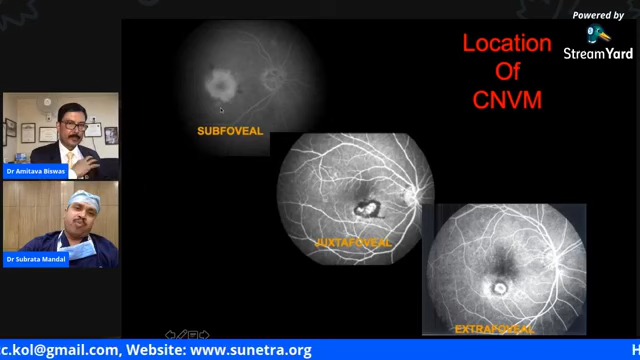 Powered by
StreamYard
Location
Of
CNVM
SUBFOVEAL
JUXTAFOVEAL
EXTRAFOVEAL
Dr Amitava Biswas
Dr Subrata Mandal
c.kol@gmail.com, Website: www.sunetra.org
H